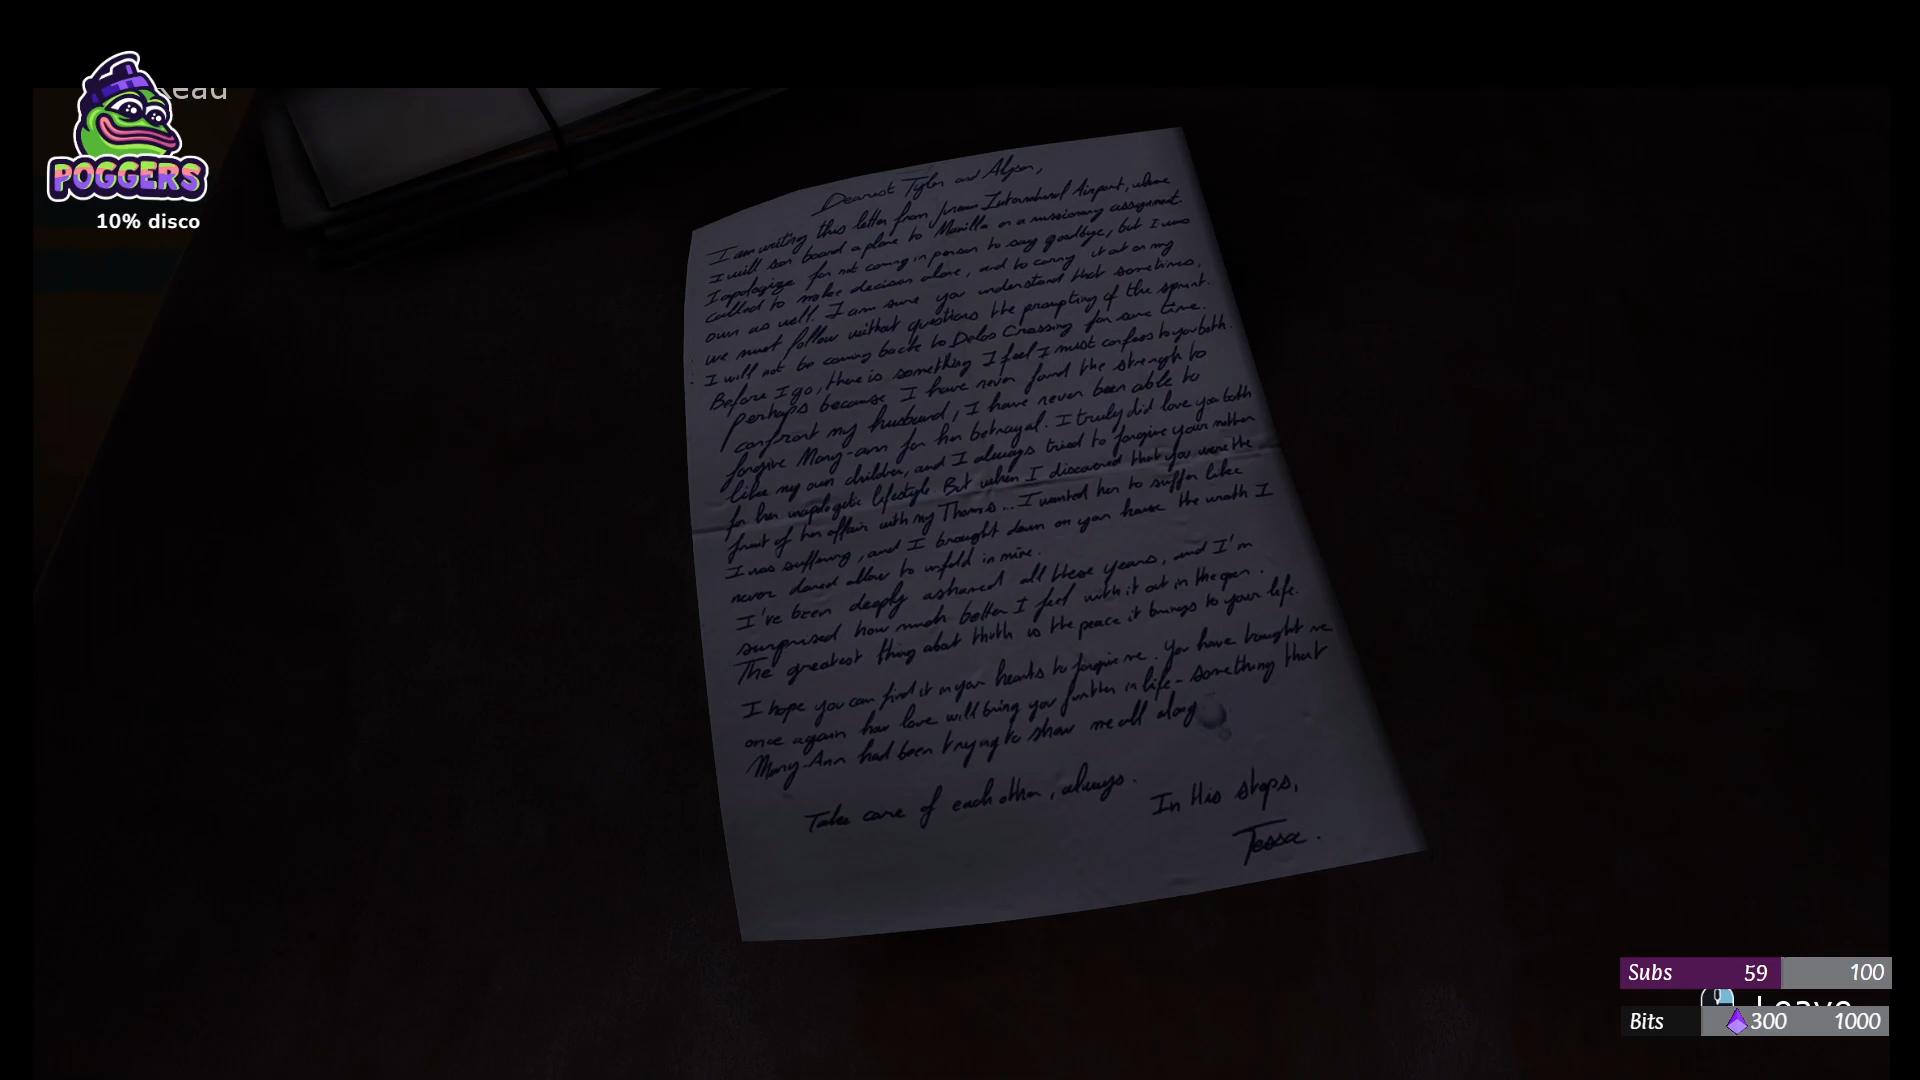 Read
POGGERS
10% disco
Dearest Tyler and Alyson,
I am writing this letter from Juneau International Airport, where
I will soon board a plane to Manilla on a missionary assignment.
I apologize for not coming in person to say goodbye, but I was
called to make decision alone, and to carry it out on my
own as well. I am sure you understand that sometimes,
we must follow without questions the prompting of the spirit.
I will not be coming back to Delos Crossing for some time.
Before I go, there is something I feel I must confess to you both.
Perhaps because I have never found the strength to
confront my husband, I have never been able to
forgive Mary-ann for her betrayal. I truly did love you both
like my own children, and I always tried to forgive your mother
for her unapologetic lifestyle. But when I discovered that you were the
fruit of her affair with my Thomas... I wanted her to suffer like
I was suffering, and I brought down on your house the wrath I
never dared allow to unfold in mine.
I've been deeply ashamed all these years, and I'm
surprised how much better I feel with it out in the open.
The greatest thing about thuth is the peace it brings to your life.
I hope you can find it in your hearts to forgive me. You have taught me
once again how love will bring you further in life - something that
Mary-Ann had been trying to show me all along
Take care of each other, always.
In His steps,
Tessa.
Subs 59 100
Leave
Bits 300 1000